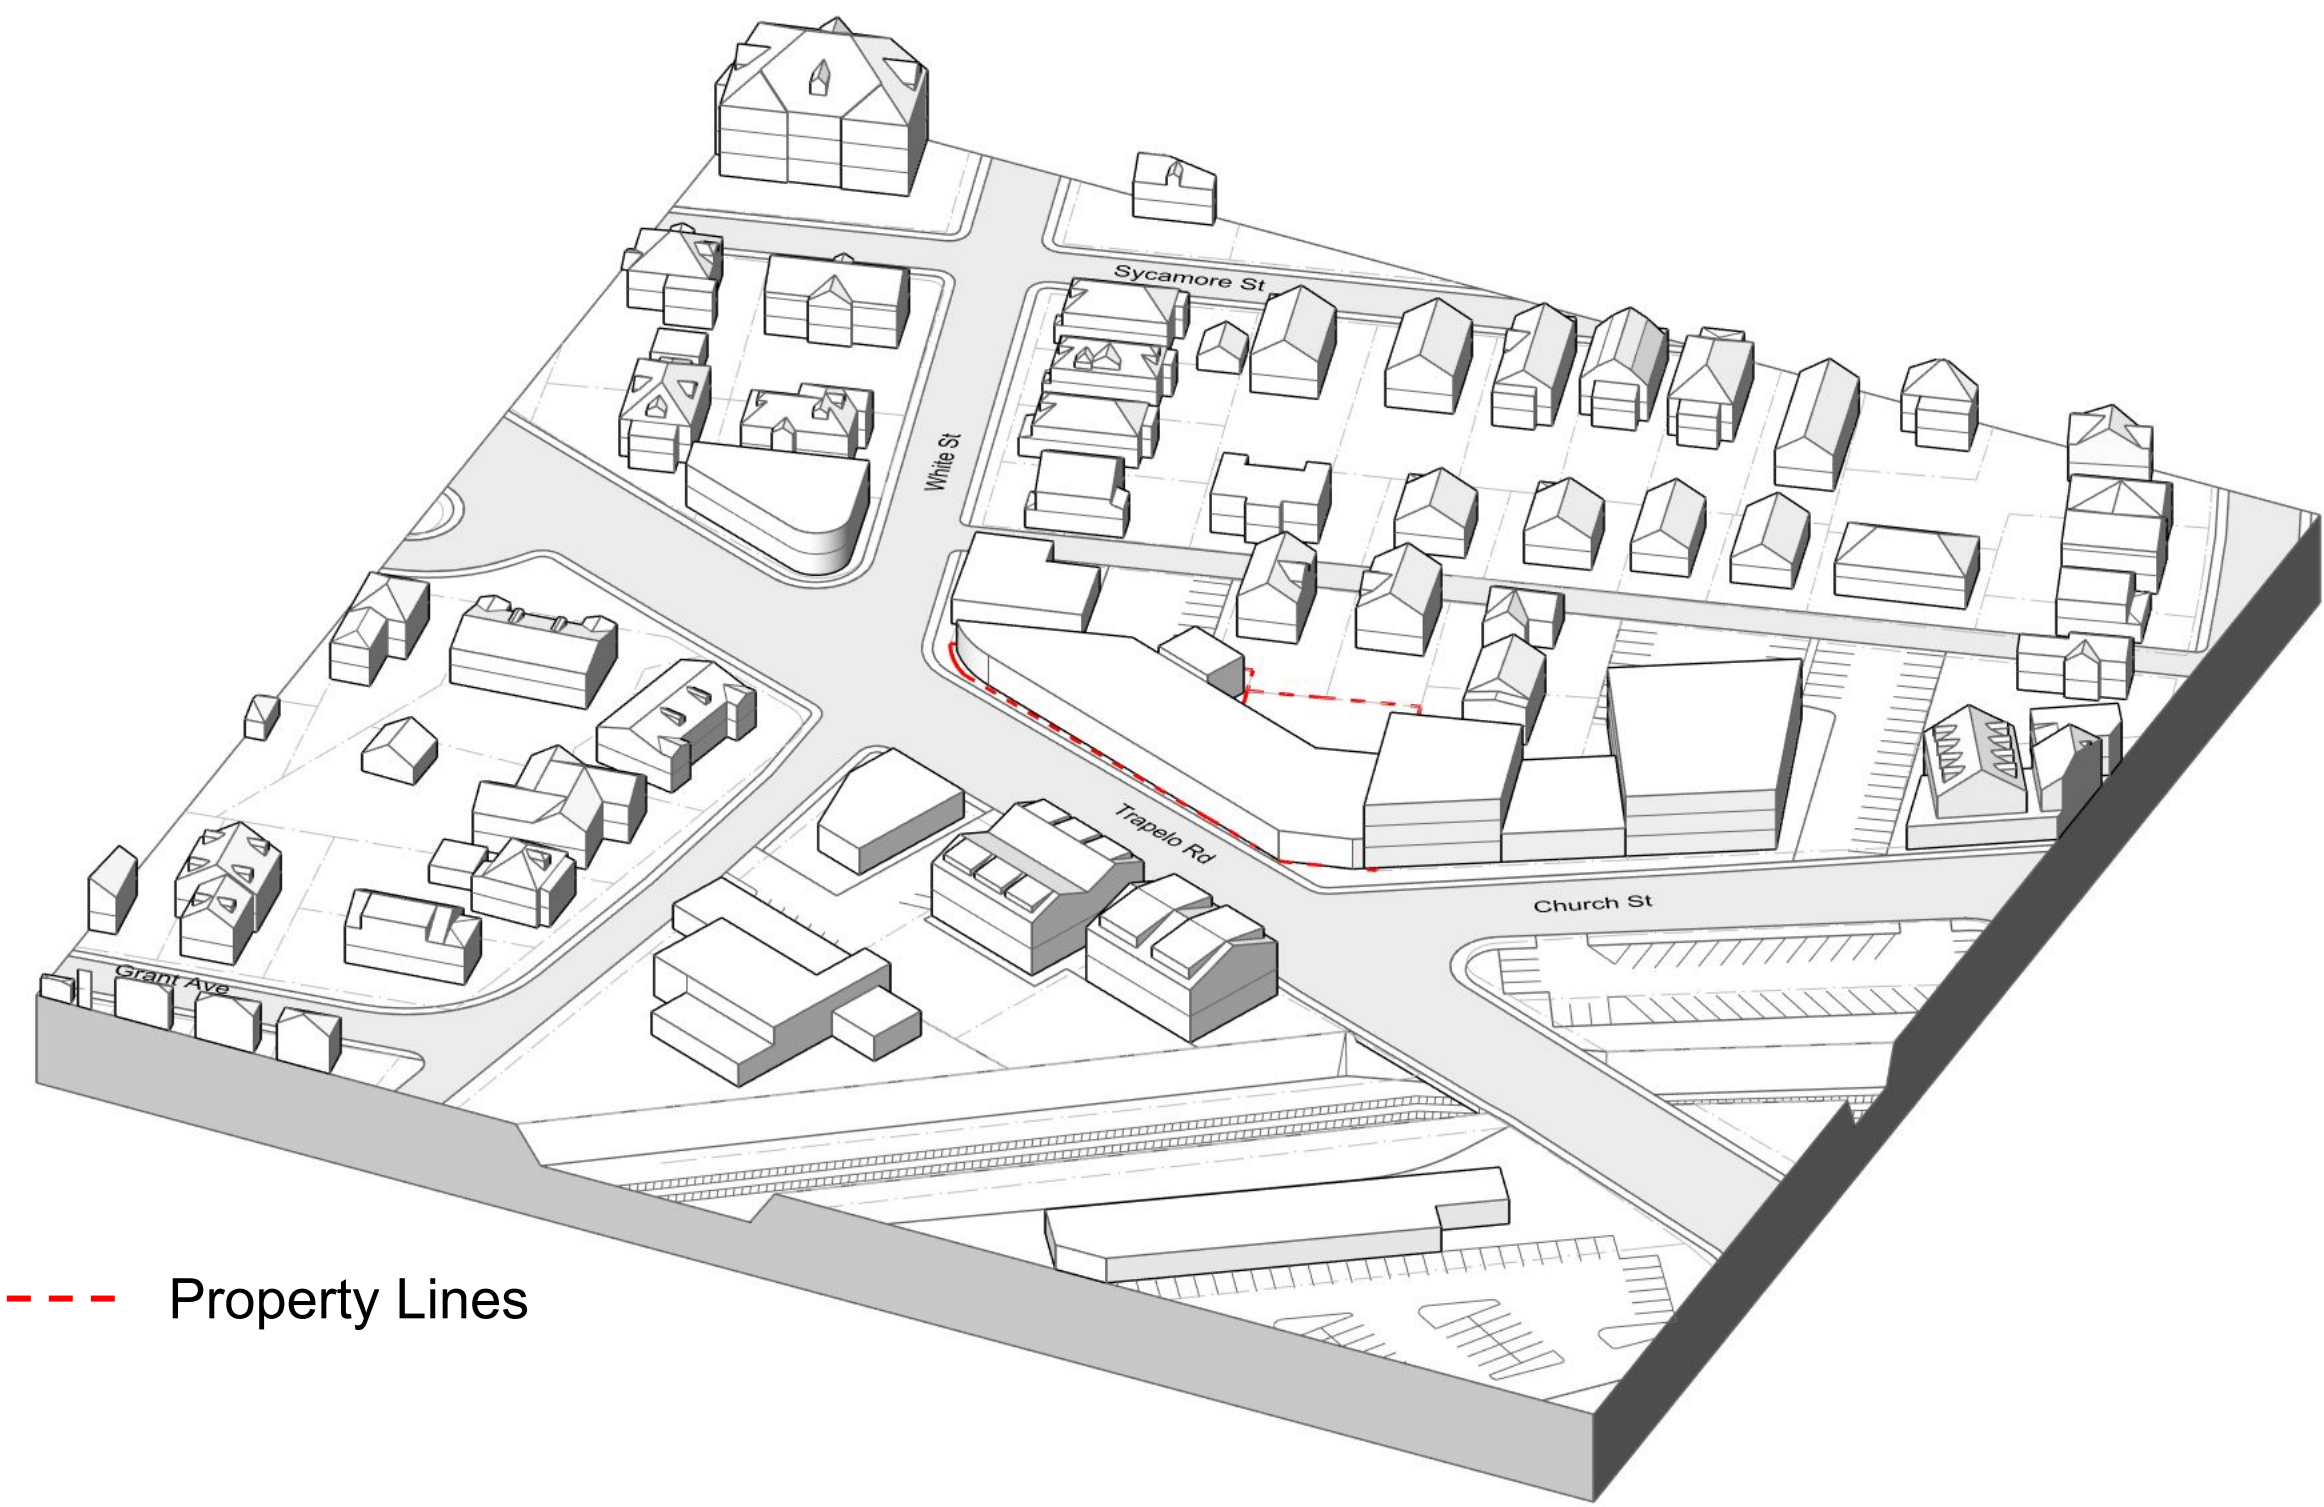 Sycamore St
White St
Trapelo Rd
Church St
Grant Ave
Property Lines